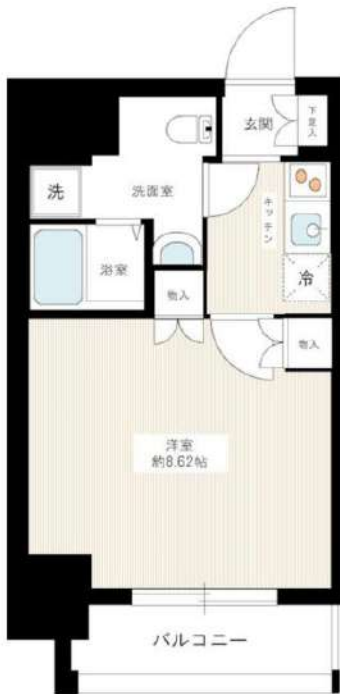 玄関
下足入
洗
洗面室
キッチン
浴室
冷
物入
物入
洋室
約8.62帖
バルコニー